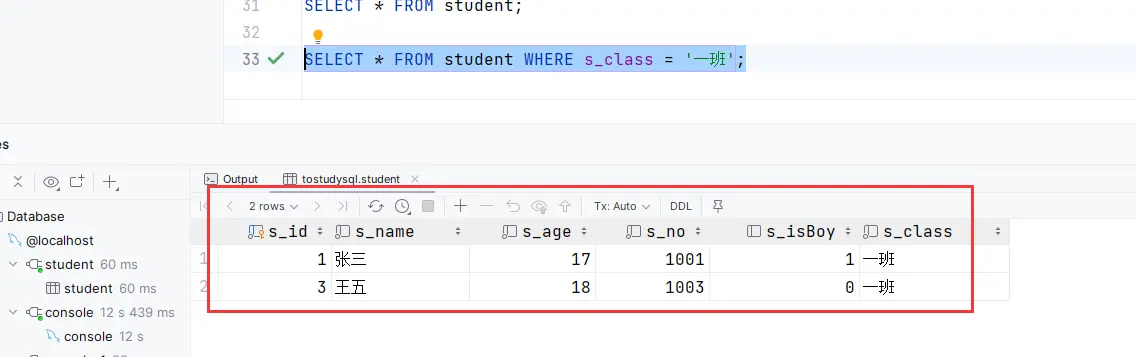 31 SELECT * FROM student;
32
33 SELECT * FROM student WHERE s_class = '一班';
es
Output tostudysql.student
2 rows Tx: Auto DDL
Database
@localhost
student 60 ms
student 60 ms
console 12 s 439 ms
console 12 s
s_id s_name s_age s_no s_isBoy s_class
1 1 张三 17 1001 1 一班
2 3 王五 18 1003 0 一班